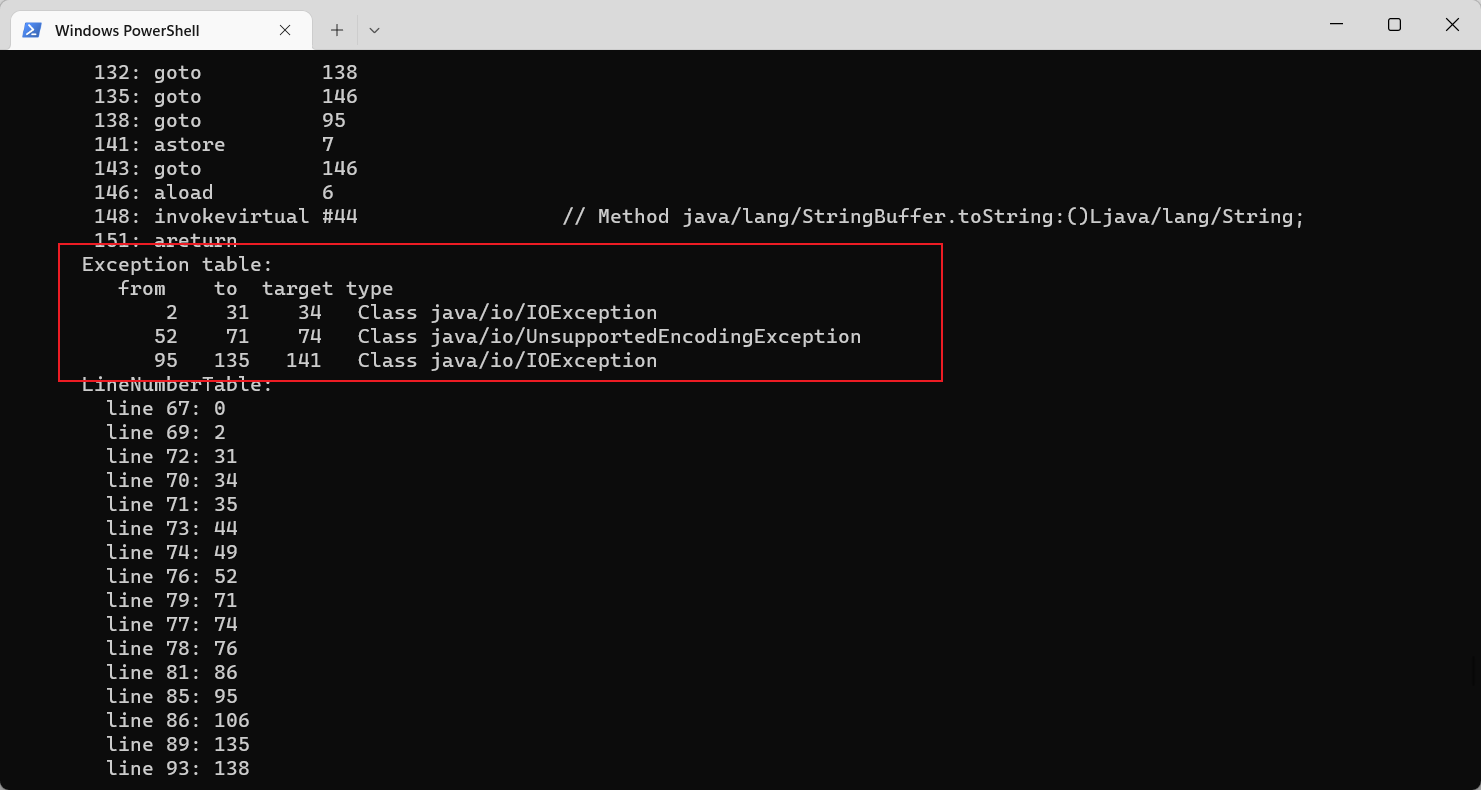 Windows PowerShell
132: goto          138
135: goto          146
138: goto          95
141: astore        7
143: goto          146
146: aload         6
148: invokevirtual #44                 // Method java/lang/StringBuffer.toString:()Ljava/lang/String;
151: areturn
Exception table:
from    to  target type
2    31    34   Class java/io/IOException
52    71    74   Class java/io/UnsupportedEncodingException
95   135   141   Class java/io/IOException
LineNumberTable:
line 67: 0
line 69: 2
line 72: 31
line 70: 34
line 71: 35
line 73: 44
line 74: 49
line 76: 52
line 79: 71
line 77: 74
line 78: 76
line 81: 86
line 85: 95
line 86: 106
line 89: 135
line 93: 138